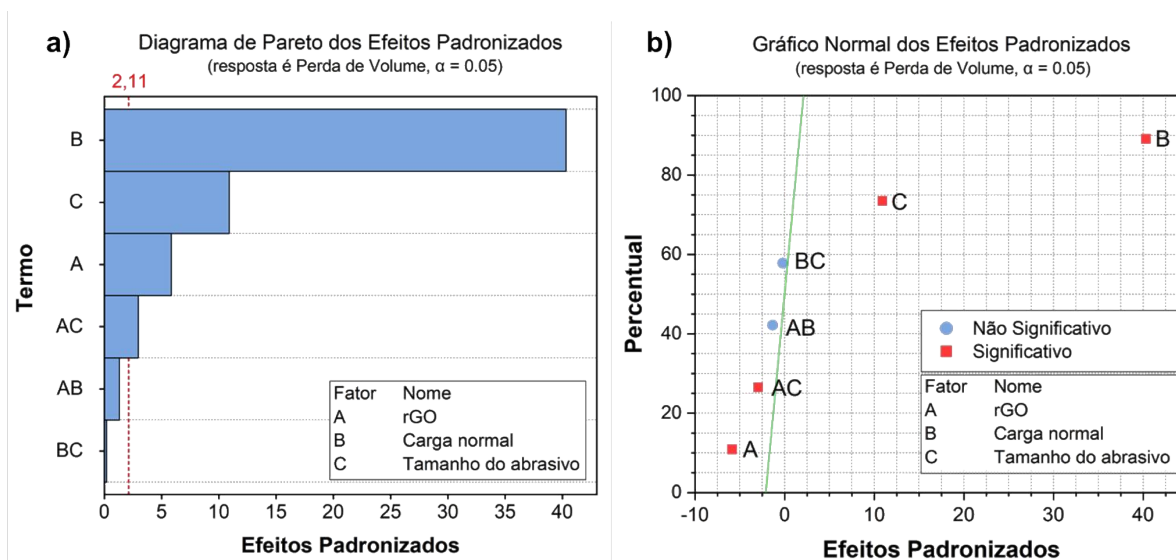 a)
Diagrama de Pareto dos Efeitos Padronizados
(resposta é Perda de Volume, α = 0.05)
2,11
Termo
B
C
A
AC
AB
BC
Fator Nome
A rGO
B Carga normal
C Tamanho do abrasivo
0 5 10 15 20 25 30 35 40
Efeitos Padronizados
b)
Gráfico Normal dos Efeitos Padronizados
(resposta é Perda de Volume, α = 0.05)
Percentual
100
80
60
40
20
0
B
C
BC
AB
AC
A
Não Significativo
Significativo
Fator Nome
A rGO
B Carga normal
C Tamanho do abrasivo
-10 0 10 20 30 40
Efeitos Padronizados